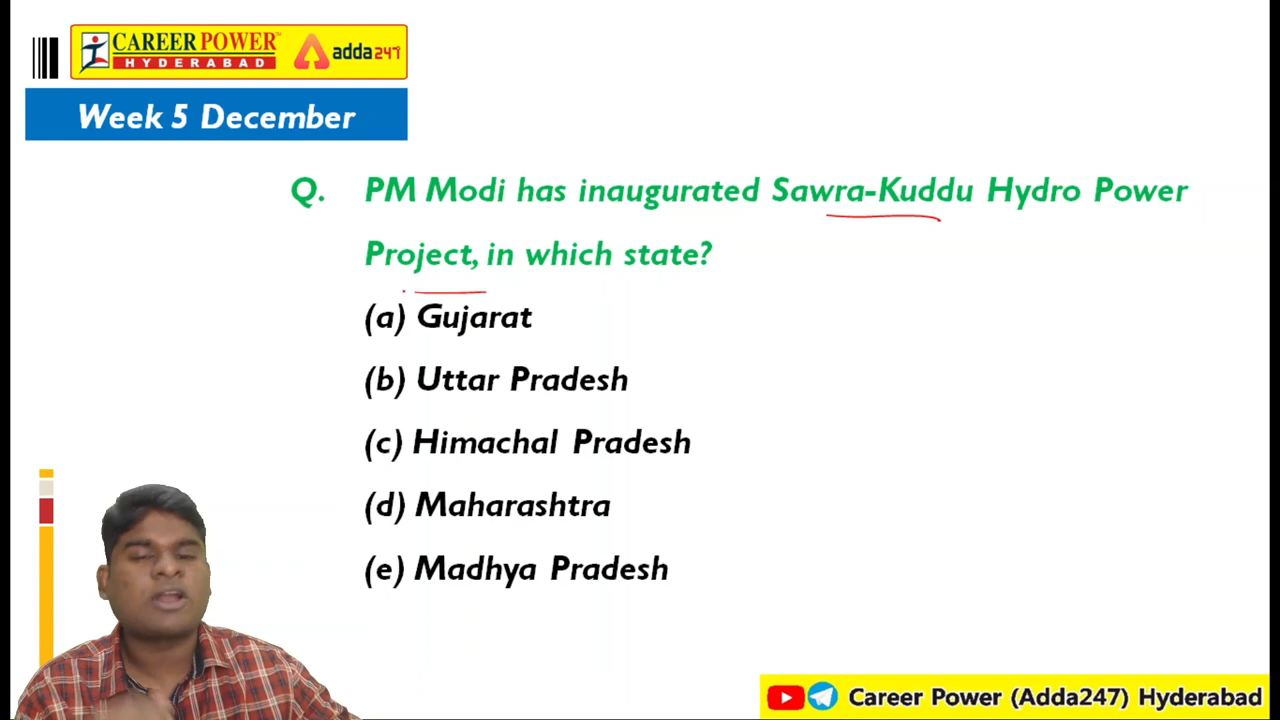 CAREER POWER™
HYDERABAD
adda247
Week 5 December
Q. PM Modi has inaugurated Sawra-Kuddu Hydro Power
Project, in which state?
(a) Gujarat
(b) Uttar Pradesh
(c) Himachal Pradesh
(d) Maharashtra
(e) Madhya Pradesh
Career Power (Adda247) Hyderabad